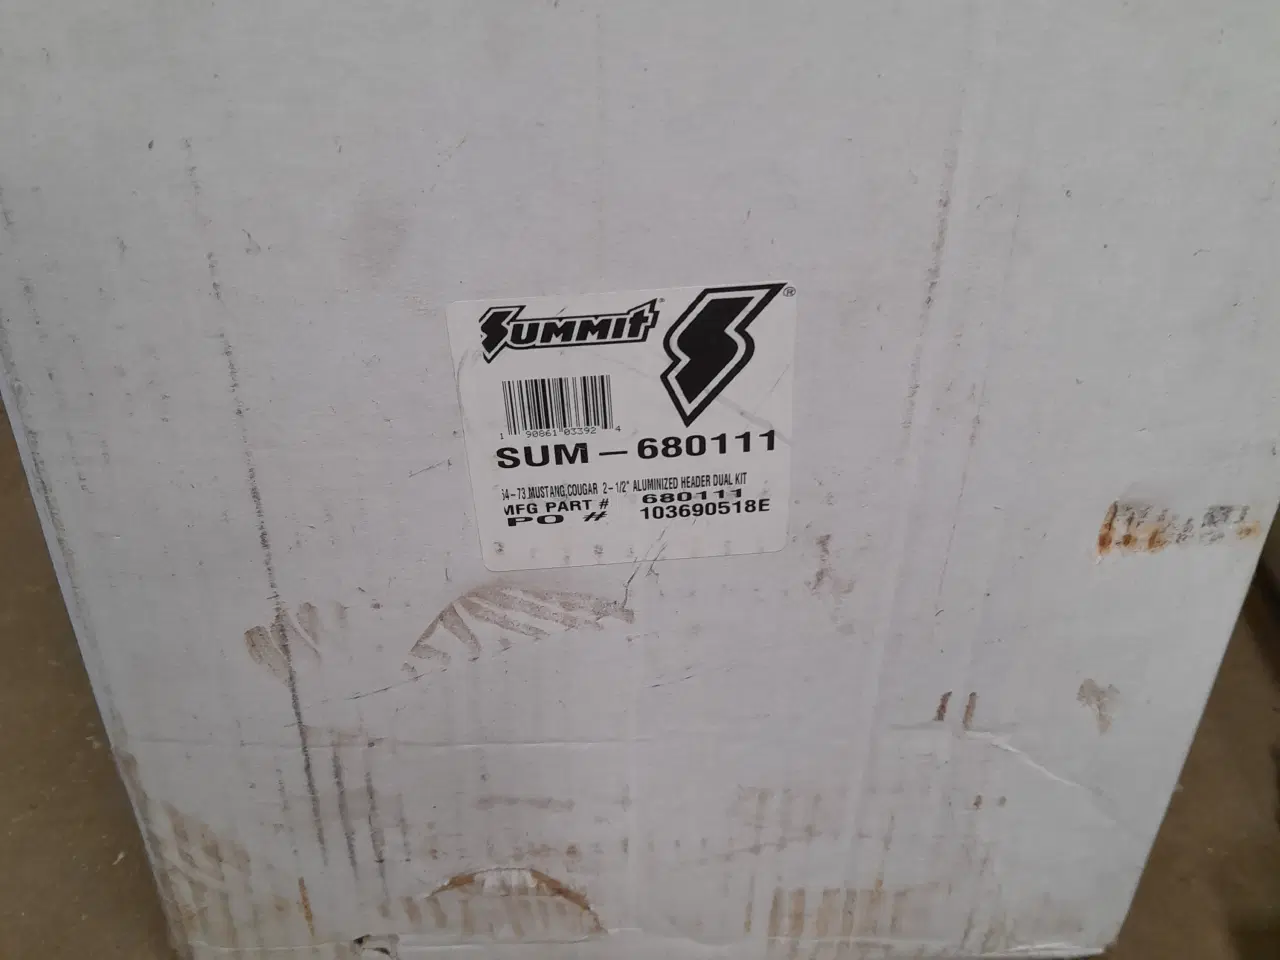 SUMMIT
®
1 90861 03392 4
SUM-680111
64-73 MUSTANG,COUGAR 2-1/2" ALUMINIZED HEADER DUAL KIT
MFG PART # 680111
PO # 103690518E